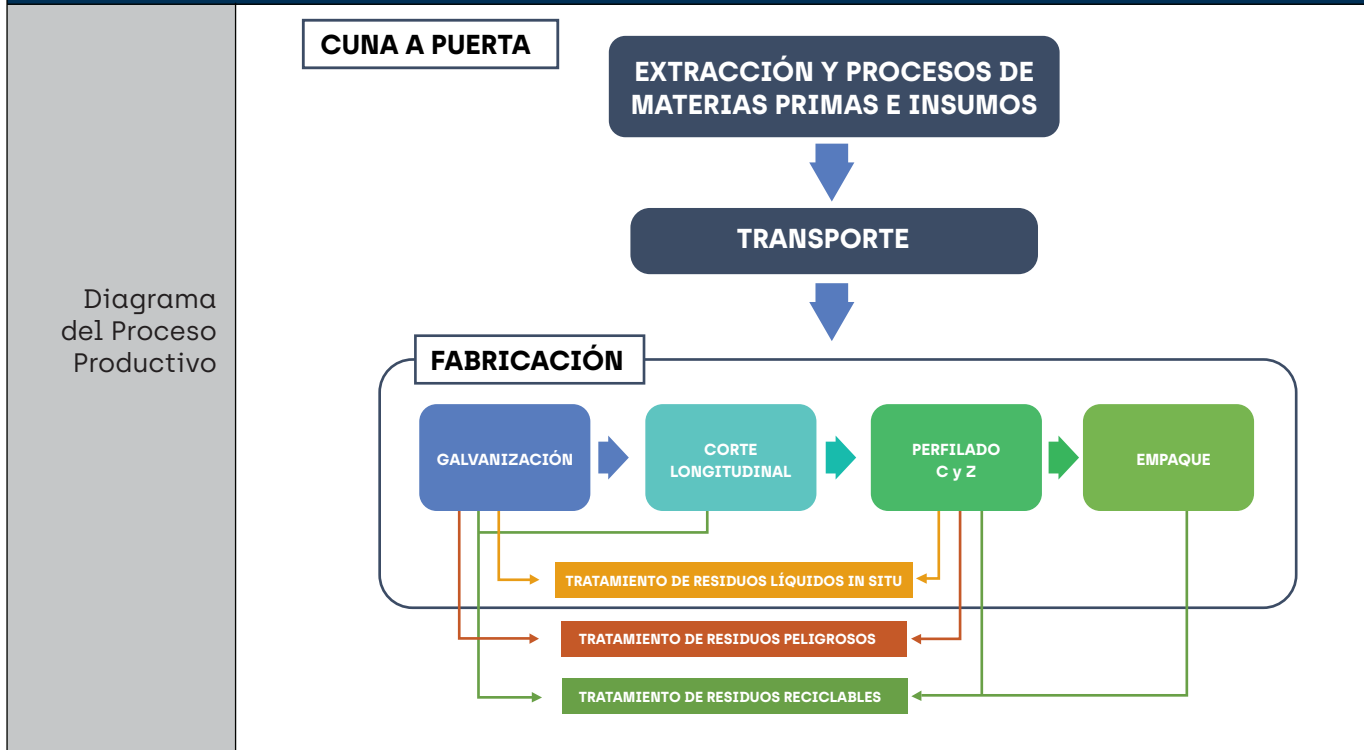 Diagrama
del Proceso
Productivo
CUNA A PUERTA
EXTRACCIÓN Y PROCESOS DE
MATERIAS PRIMAS E INSUMOS
TRANSPORTE
FABRICACIÓN
GALVANIZACIÓN
CORTE
LONGITUDINAL
PERFILADO
C y Z
EMPAQUE
TRATAMIENTO DE RESIDUOS LÍQUIDOS IN SITU
TRATAMIENTO DE RESIDUOS PELIGROSOS
TRATAMIENTO DE RESIDUOS RECICLABLES